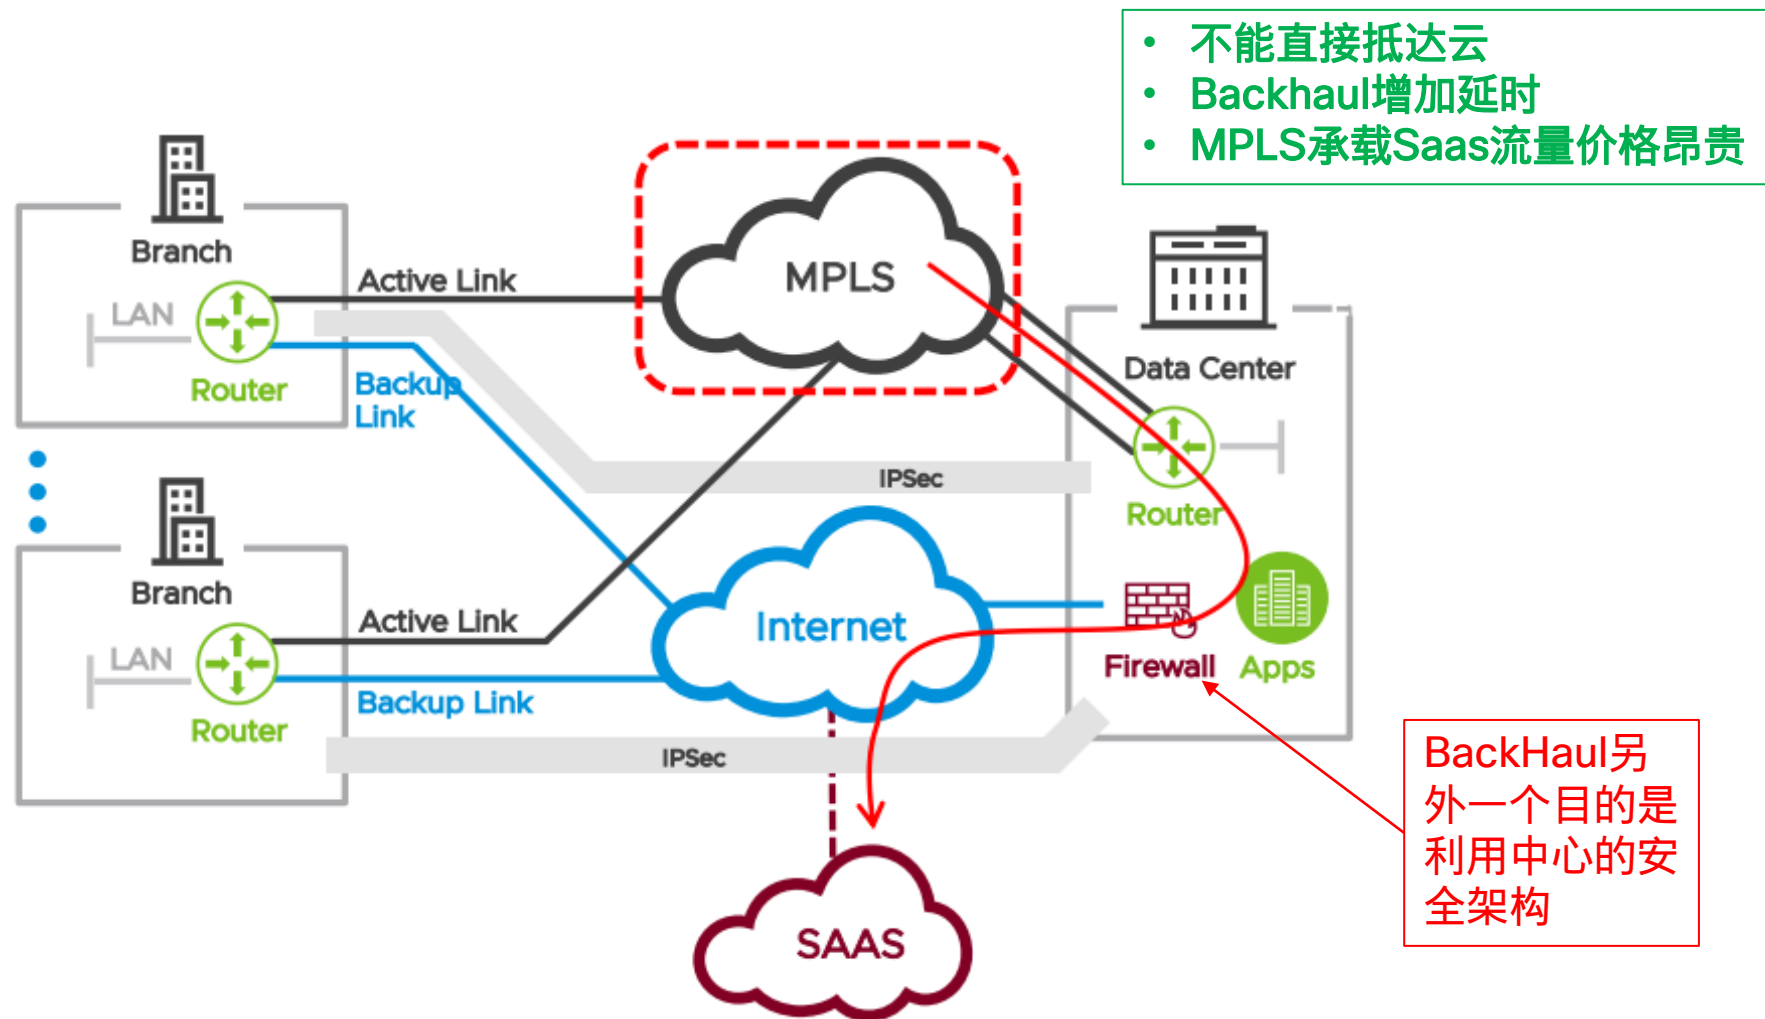 • 不能直接抵达云
• Backhaul增加延时
• MPLS承载Saas流量价格昂贵
Branch
Active Link
LAN
Router
Backup
Link
MPLS
Data Center
IPSec
Router
Branch
Active Link
LAN
Router
Backup Link
Internet
Firewall
Apps
IPSec
BackHaul另
外一个目的是
利用中心的安
全架构
SAAS